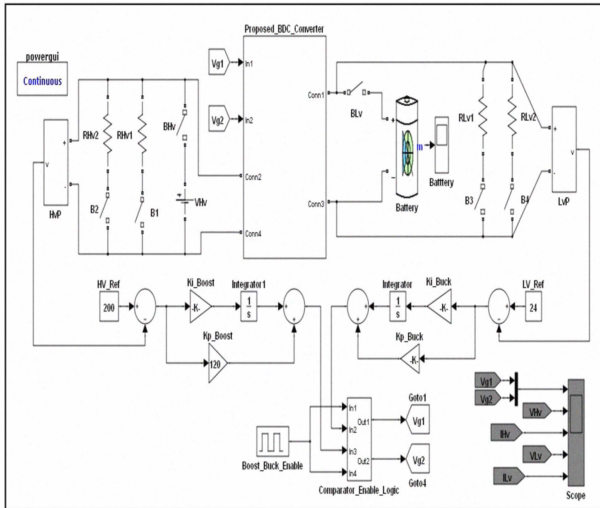 Proposed_BDC_Converter
powergui
Continuous
Vg1
In1
Vg2
In2
Conn1
Conn2
Conn3
Conn4
RHv2
RHv1
BHv
VHv
B2
B1
v
+
-
HvP
BLv
+
m
Batttery
Battery
RLv1
RLv2
B3
B4
+
-
v
LvP
HV_Ref
200
Ki_Boost
-K-
Integrator1
1
s
Kp_Boost
120
Integrator
1
s
Ki_Buck
-K-
Kp_Buck
-K-
LV_Ref
24
Boost_Buck_Enable
In1
In2
In3
In4
Out1
Out2
Comparator_Enable_Logic
Goto1
Vg1
Vg2
Goto4
Vg1
Vg2
VHv
IHv
VLv
ILv
Scope